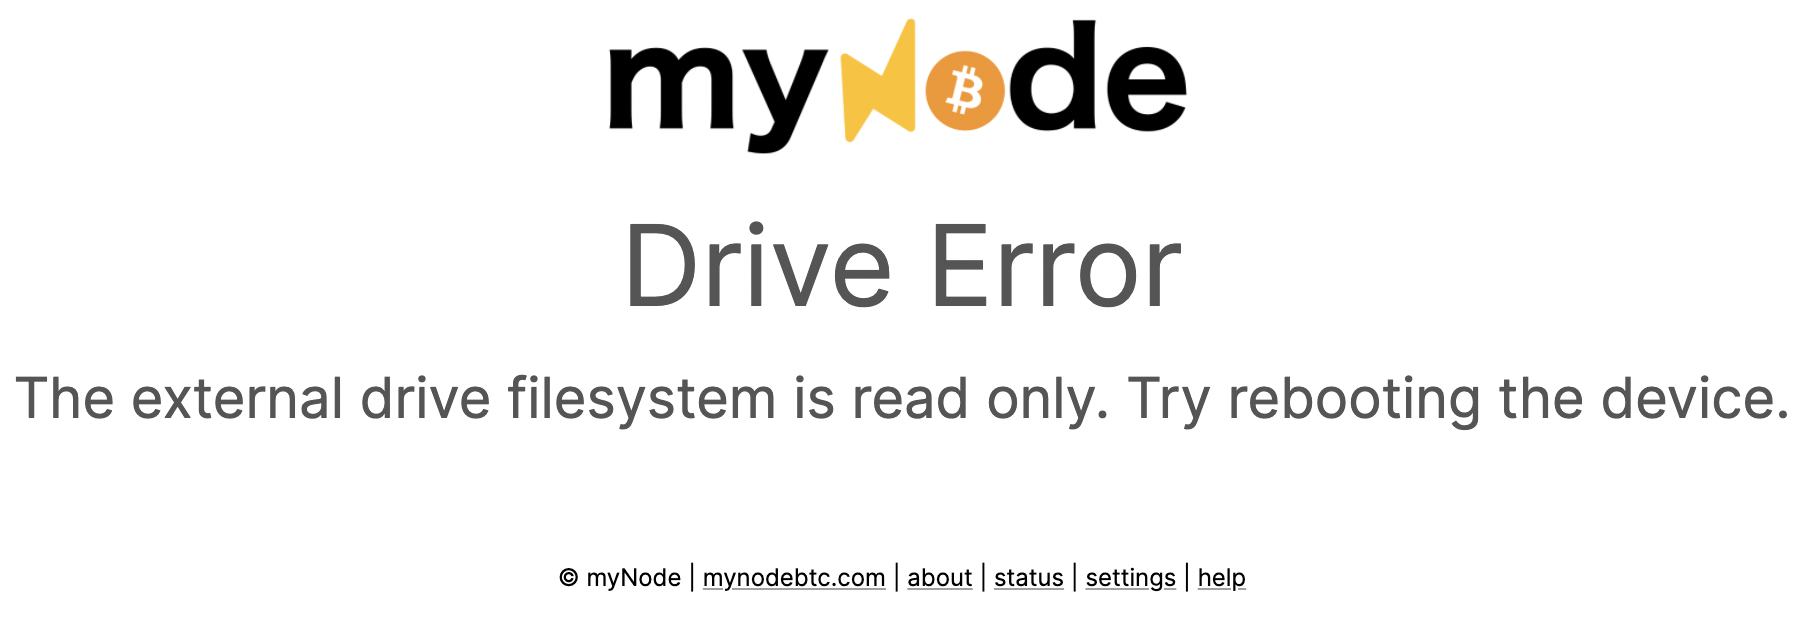 myNode
Drive Error
The external drive filesystem is read only. Try rebooting the device.
© myNode | mynodebtc.com | about | status | settings | help